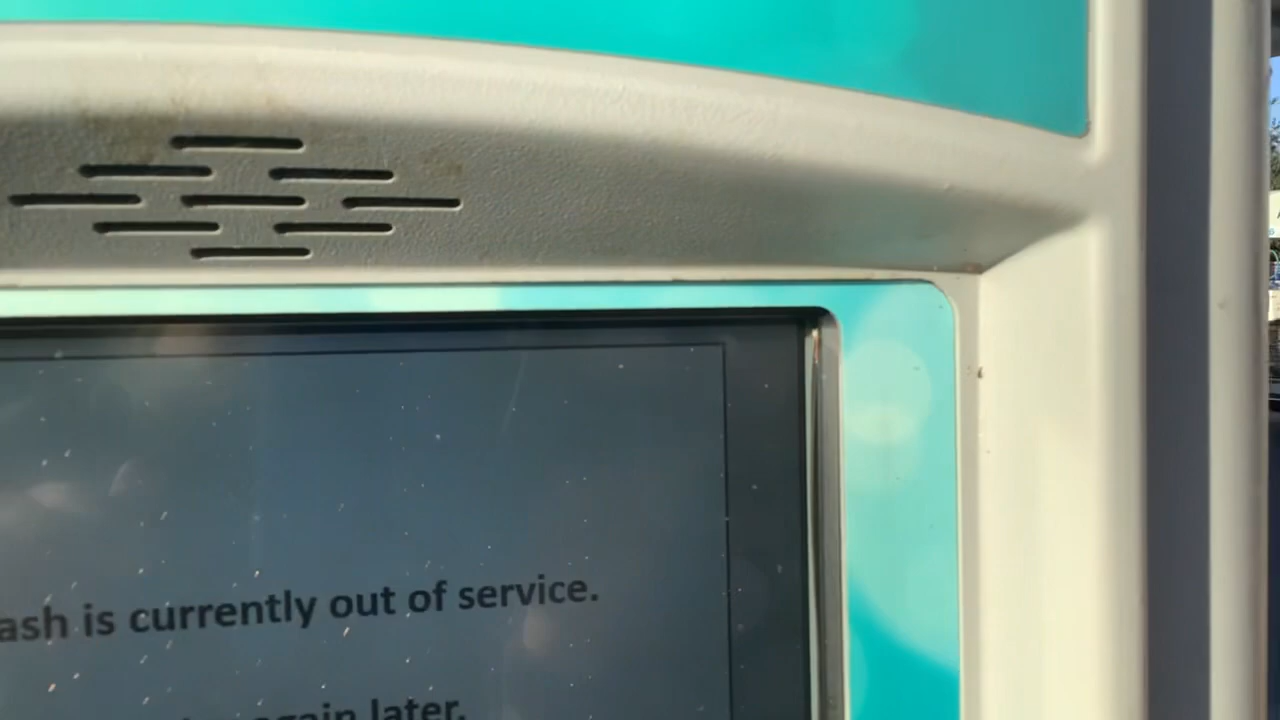 ash is currently out of service.
again later.